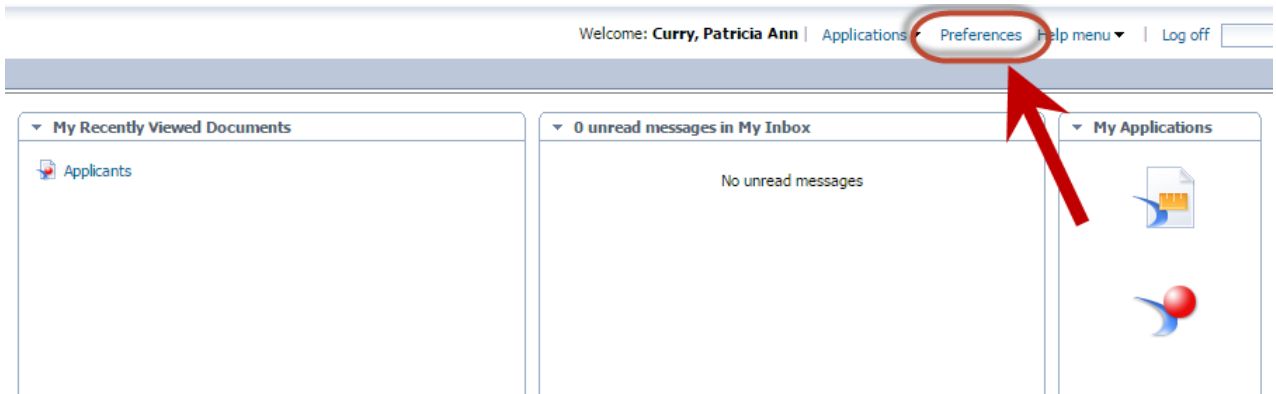 Welcome: Curry, Patricia Ann | Applications Preferences Help menu | Log off
My Recently Viewed Documents
0 unread messages in My Inbox
My Applications
Applicants
No unread messages